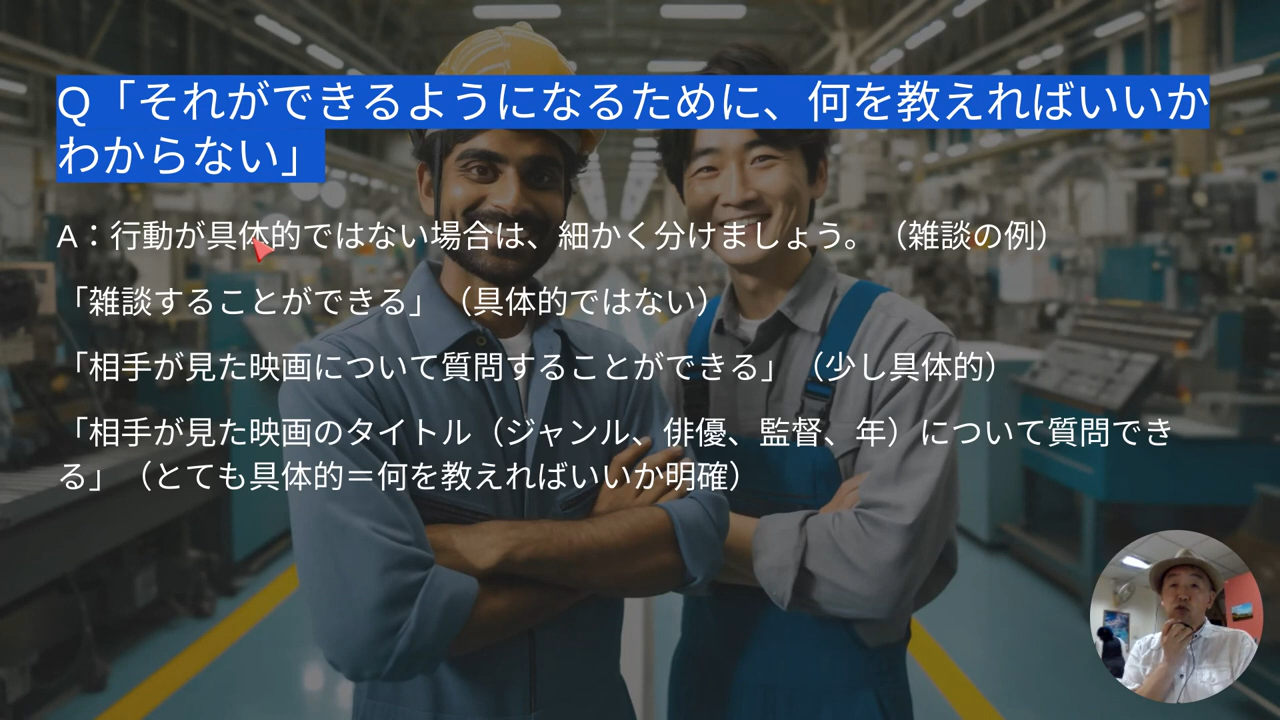 Q「それができるようになるために、何を教えればいいか
わからない」
A：行動が具体的ではない場合は、細かく分けましょう。（雑談の例）
「雑談することができる」（具体的ではない）
「相手が見た映画について質問することができる」（少し具体的）
「相手が見た映画のタイトル（ジャンル、俳優、監督、年）について質問でき
る」（とても具体的＝何を教えればいいか明確）